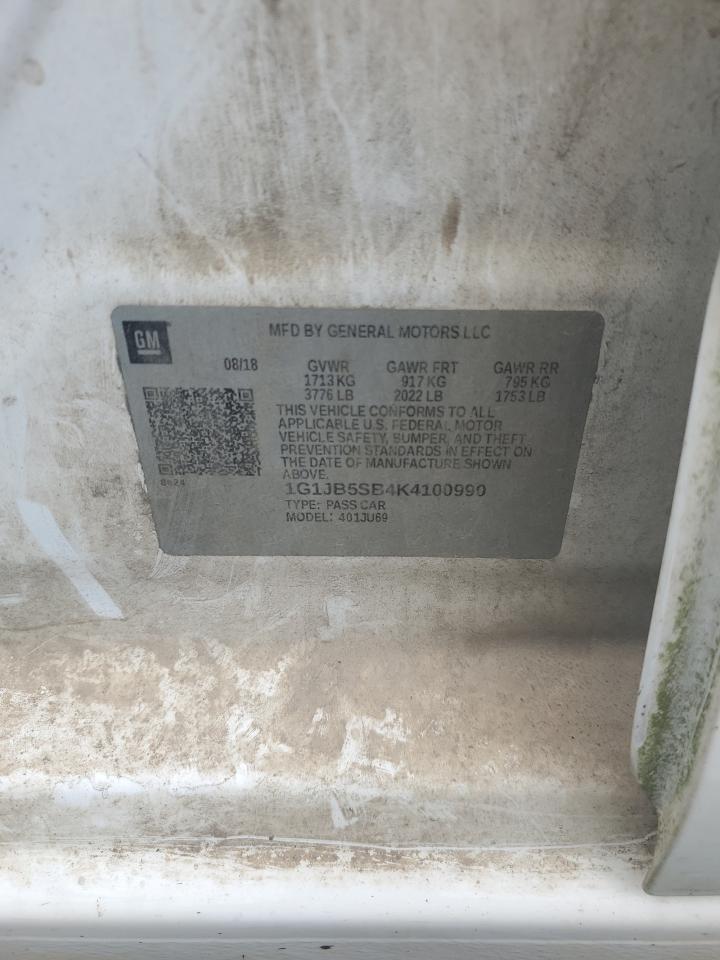 GM
MFD BY GENERAL MOTORS LLC
08/18 GVWR GAWR FRT GAWR RR
1713 KG 917 KG 795 KG
3776 LB 2022 LB 1753 LB
THIS VEHICLE CONFORMS TO ALL
APPLICABLE U.S. FEDERAL MOTOR
VEHICLE SAFETY, BUMPER, AND THEFT
PREVENTION STANDARDS IN EFFECT ON
THE DATE OF MANUFACTURE SHOWN
ABOVE.
1G1JB5SB4K4100990
TYPE: PASS CAR
MODEL: 401JU69